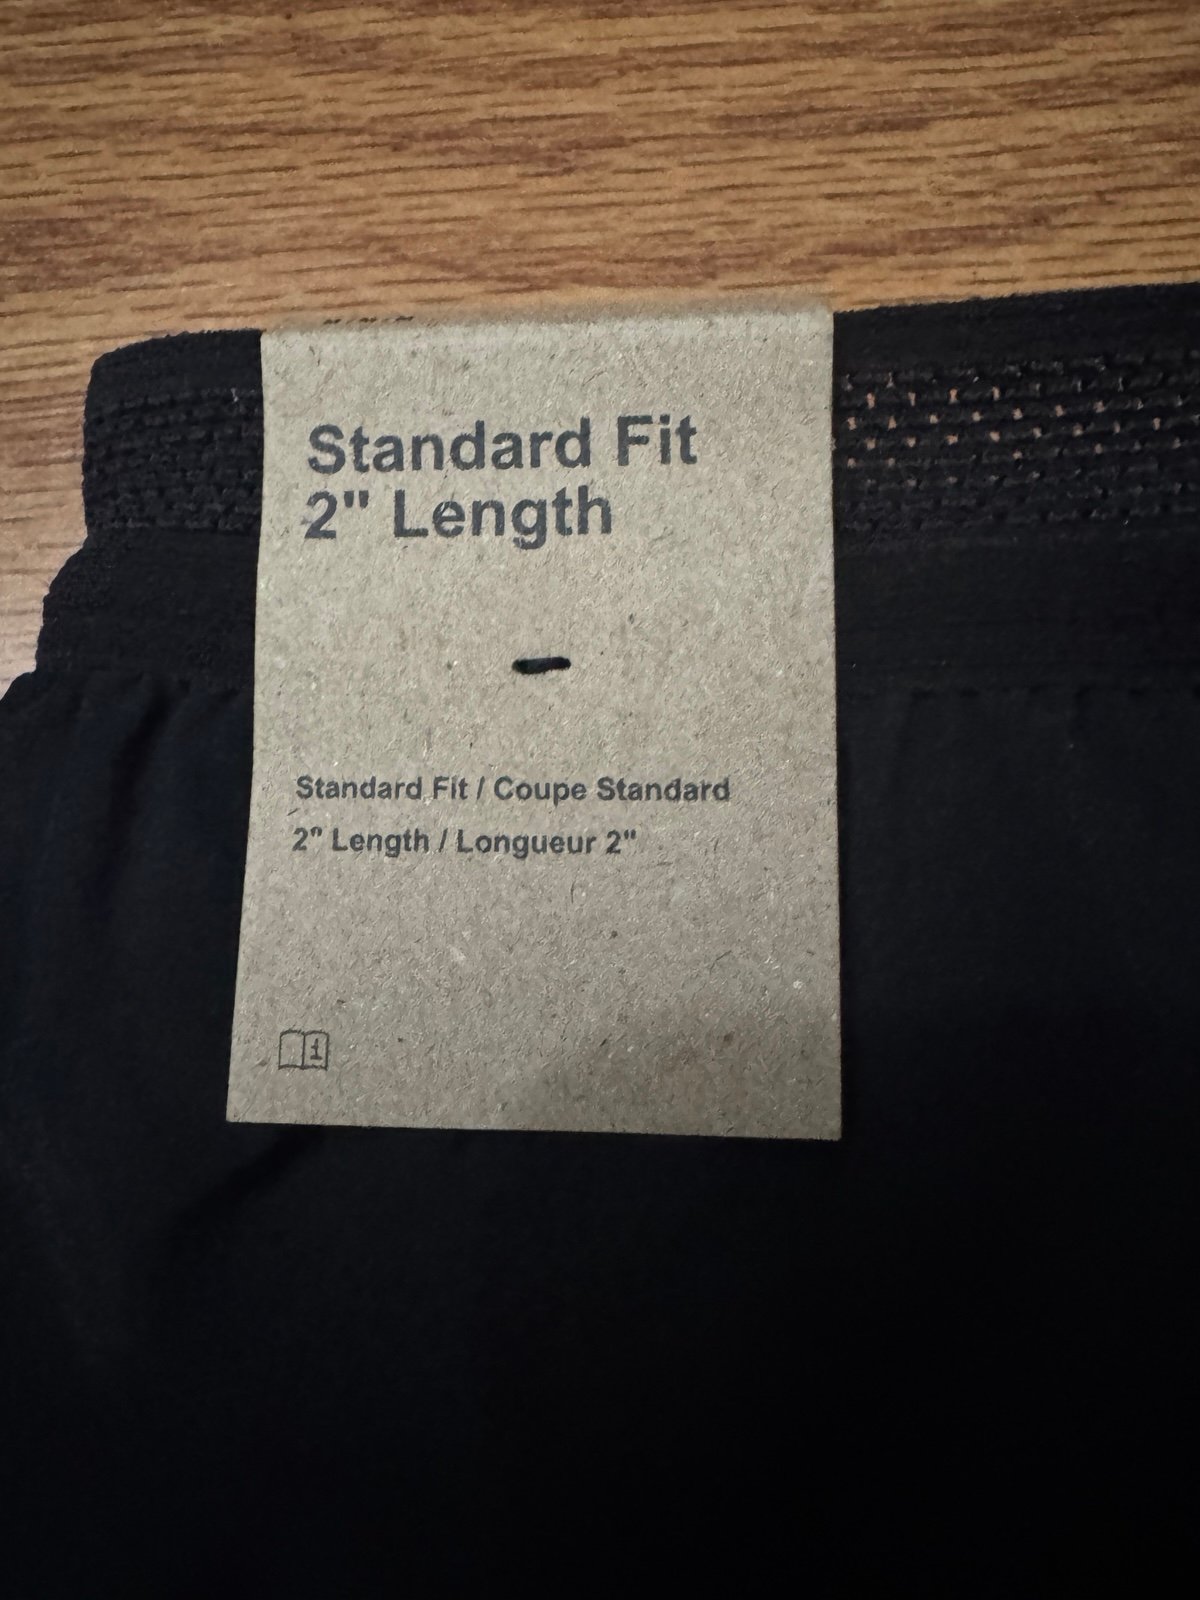 Standard Fit
2" Length
Standard Fit / Coupe Standard
2" Length / Longueur 2"
i